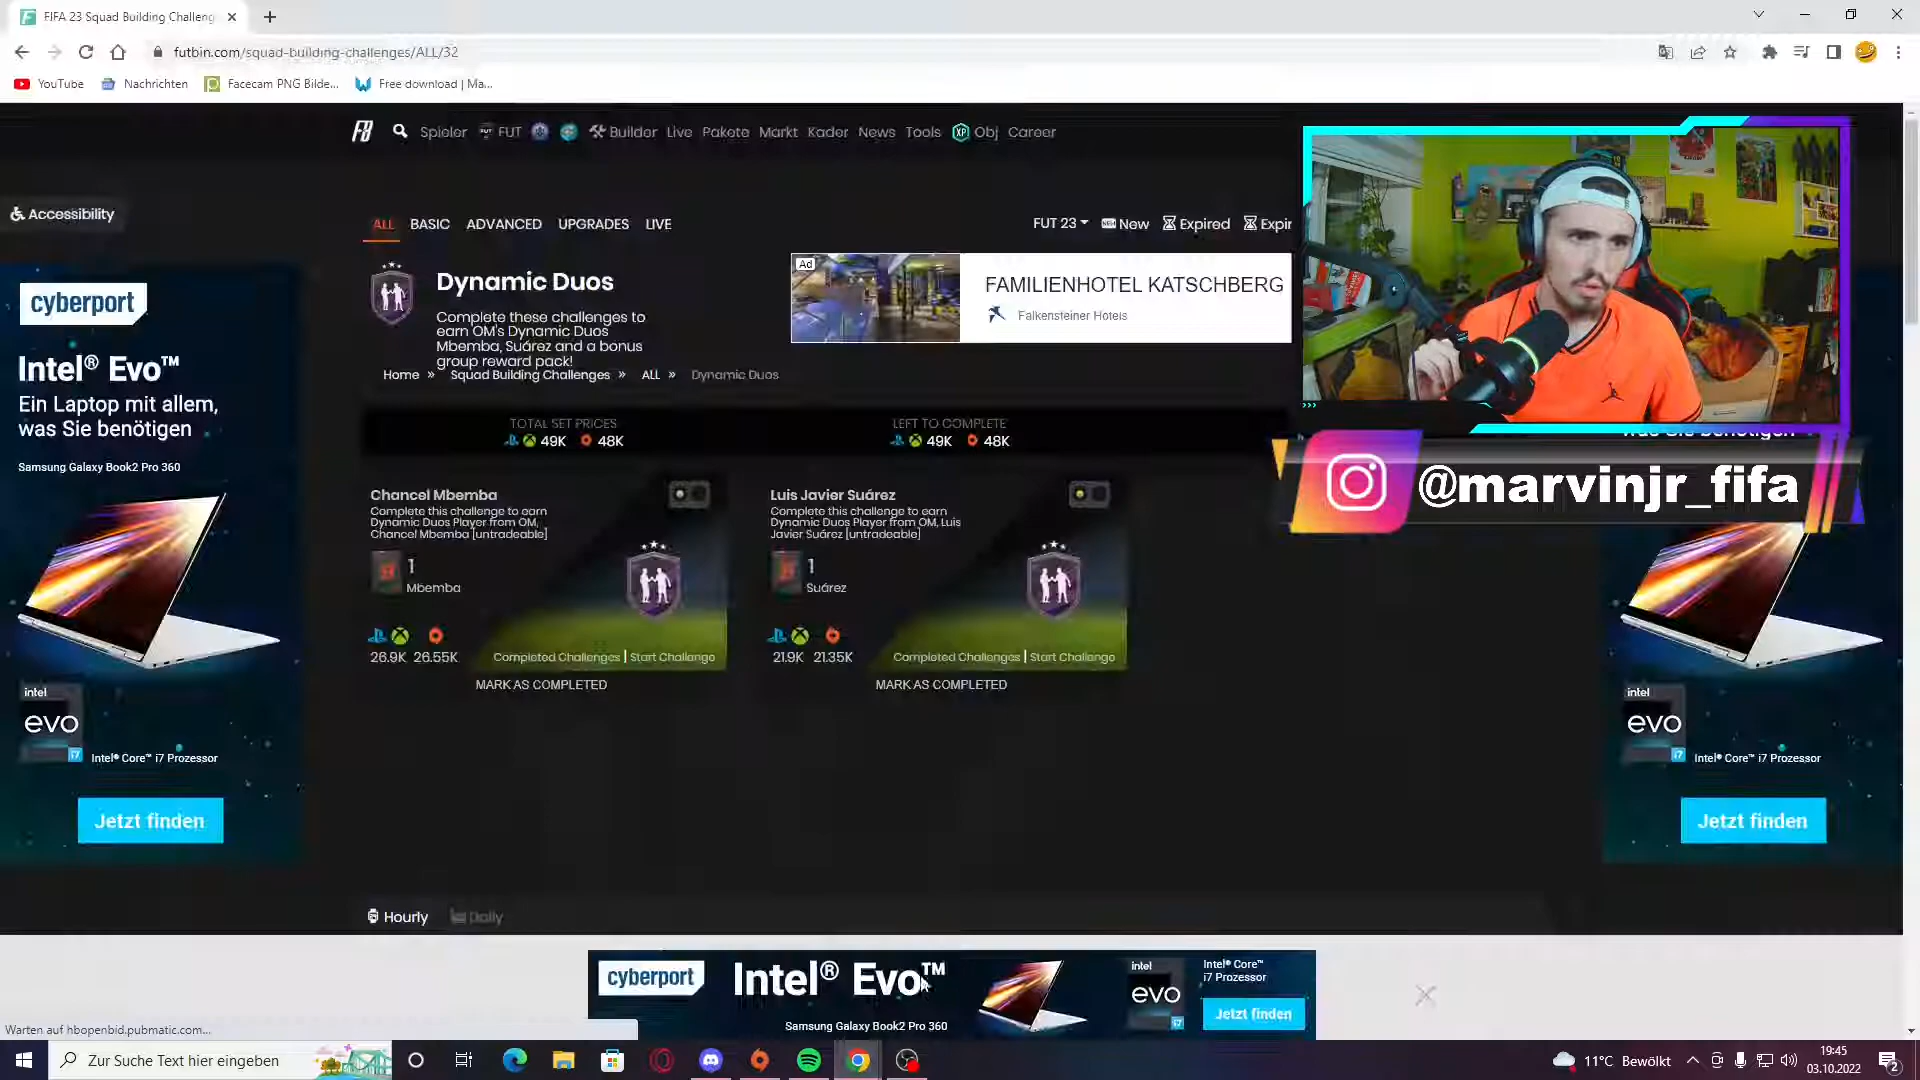 FIFA 23 Squad Building Challeng
futbin.com/squad-building-challenges/ALL/32
YouTube
Nachrichten
Facecam PNG Bilde...
Free download | Ma...
Spieler
FUT
Builder
Live
Pakete
Markt
Kader
News
Tools
XP
Obj
Career
Accessibility
ALL
BASIC
ADVANCED
UPGRADES
LIVE
FUT 23
New
Expired
Expir
Dynamic Duos
Complete these challenges to
earn OM's Dynamic Duos
Mbemba, Suárez and a bonus
group reward pack!
Ad
FAMILIENHOTEL KATSCHBERG
Falkensteiner Hotels
Home » Squad Building Challenges » ALL » Dynamic Duos
TOTAL SET PRICES
49K 48K
LEFT TO COMPLETE
49K 48K
Chancel Mbemba
Complete this challenge to earn
Dynamic Duos Player from OM,
Chancel Mbemba [untradeable]
1
Mbemba
26.9K 26.55K
Completed Challenges | Start Challenge
MARK AS COMPLETED
Luis Javier Suárez
Complete this challenge to earn
Dynamic Duos Player from OM, Luis
Javier Suárez [untradeable]
1
Suárez
21.9K 21.35K
Completed Challenges | Start Challenge
MARK AS COMPLETED
cyberport
Intel® Evo™
Ein Laptop mit allem,
was Sie benötigen
Samsung Galaxy Book2 Pro 360
intel
evo
i7
Intel® Core™ i7 Prozessor
Jetzt finden
was Sie benötigen
@marvinjr_fifa
intel
evo
i7
Intel® Core™ i7 Prozessor
Jetzt finden
Hourly
Daily
cyberport
Intel® Evo™
Samsung Galaxy Book2 Pro 360
intel
evo
i7
Intel® Core™
i7 Prozessor
Jetzt finden
Warten auf hbopenbid.pubmatic.com...
Zur Suche Text hier eingeben
11°C Bewölkt
19:45
03.10.2022
2